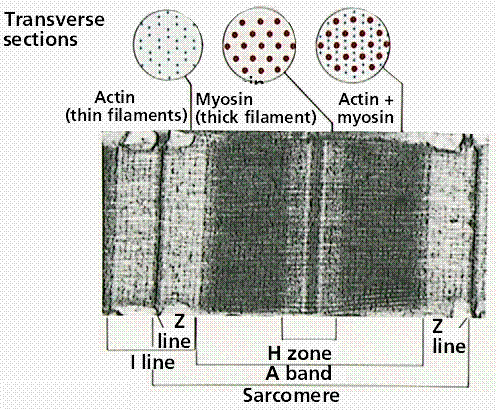 Transverse
sections
Actin
(thin filaments)
Myosin
(thick filament)
Actin +
myosin
Z
line
Z
line
I line
H zone
A band
Sarcomere